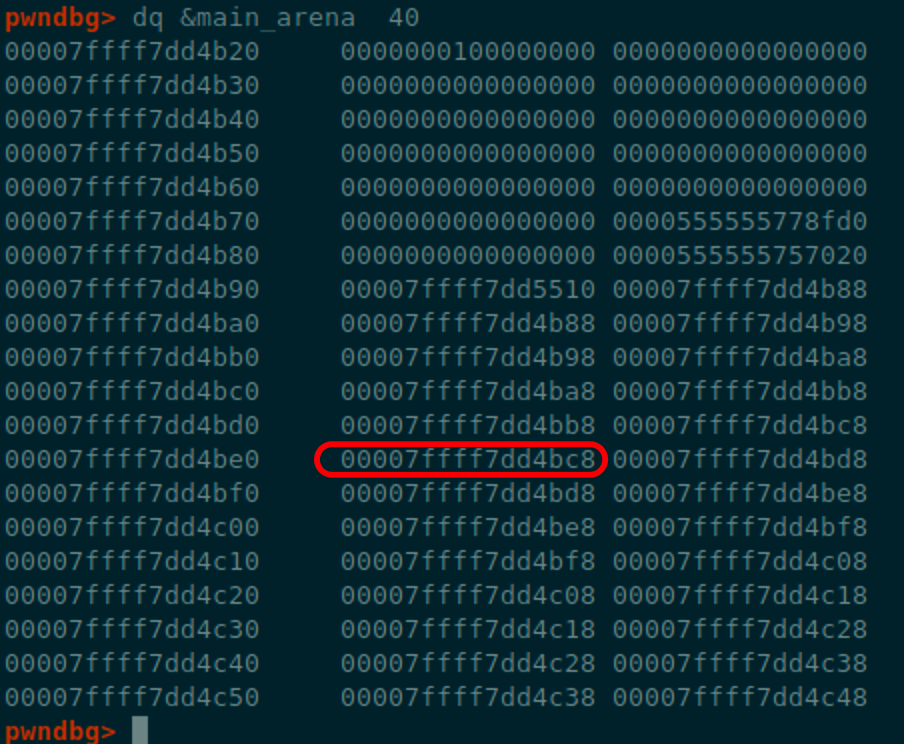 pwndbg> dq &main_arena  40
00007ffff7dd4b20     0000000100000000 0000000000000000
00007ffff7dd4b30     0000000000000000 0000000000000000
00007ffff7dd4b40     0000000000000000 0000000000000000
00007ffff7dd4b50     0000000000000000 0000000000000000
00007ffff7dd4b60     0000000000000000 0000000000000000
00007ffff7dd4b70     0000000000000000 0000555555778fd0
00007ffff7dd4b80     0000000000000000 0000555555757020
00007ffff7dd4b90     00007ffff7dd5510 00007ffff7dd4b88
00007ffff7dd4ba0     00007ffff7dd4b88 00007ffff7dd4b98
00007ffff7dd4bb0     00007ffff7dd4b98 00007ffff7dd4ba8
00007ffff7dd4bc0     00007ffff7dd4ba8 00007ffff7dd4bb8
00007ffff7dd4bd0     00007ffff7dd4bb8 00007ffff7dd4bc8
00007ffff7dd4be0     00007ffff7dd4bc8 00007ffff7dd4bd8
00007ffff7dd4bf0     00007ffff7dd4bd8 00007ffff7dd4be8
00007ffff7dd4c00     00007ffff7dd4be8 00007ffff7dd4bf8
00007ffff7dd4c10     00007ffff7dd4bf8 00007ffff7dd4c08
00007ffff7dd4c20     00007ffff7dd4c08 00007ffff7dd4c18
00007ffff7dd4c30     00007ffff7dd4c18 00007ffff7dd4c28
00007ffff7dd4c40     00007ffff7dd4c28 00007ffff7dd4c38
00007ffff7dd4c50     00007ffff7dd4c38 00007ffff7dd4c48
pwndbg>